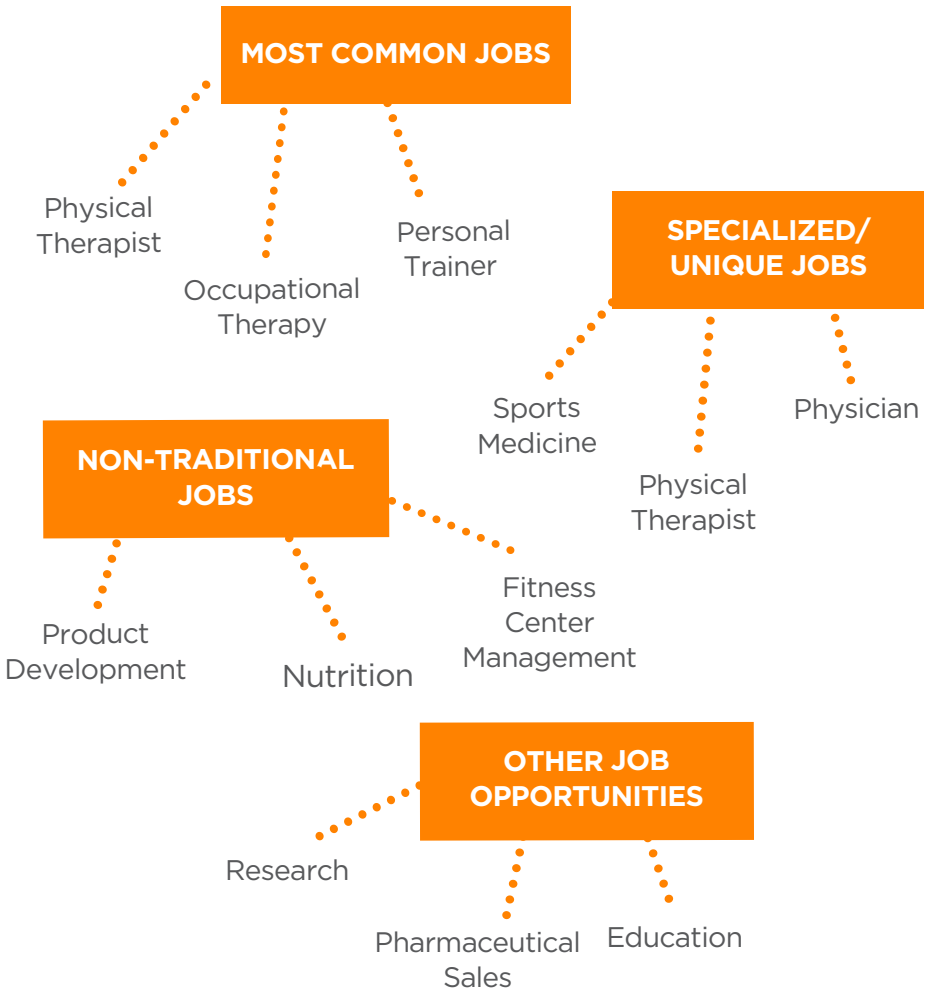 MOST COMMON JOBS
Physical
Therapist
Occupational
Therapy
Personal
Trainer
SPECIALIZED/
UNIQUE JOBS
Sports
Medicine
Physical
Therapist
Physician
NON-TRADITIONAL
JOBS
Product
Development
Nutrition
Fitness
Center
Management
OTHER JOB
OPPORTUNITIES
Research
Pharmaceutical
Sales
Education